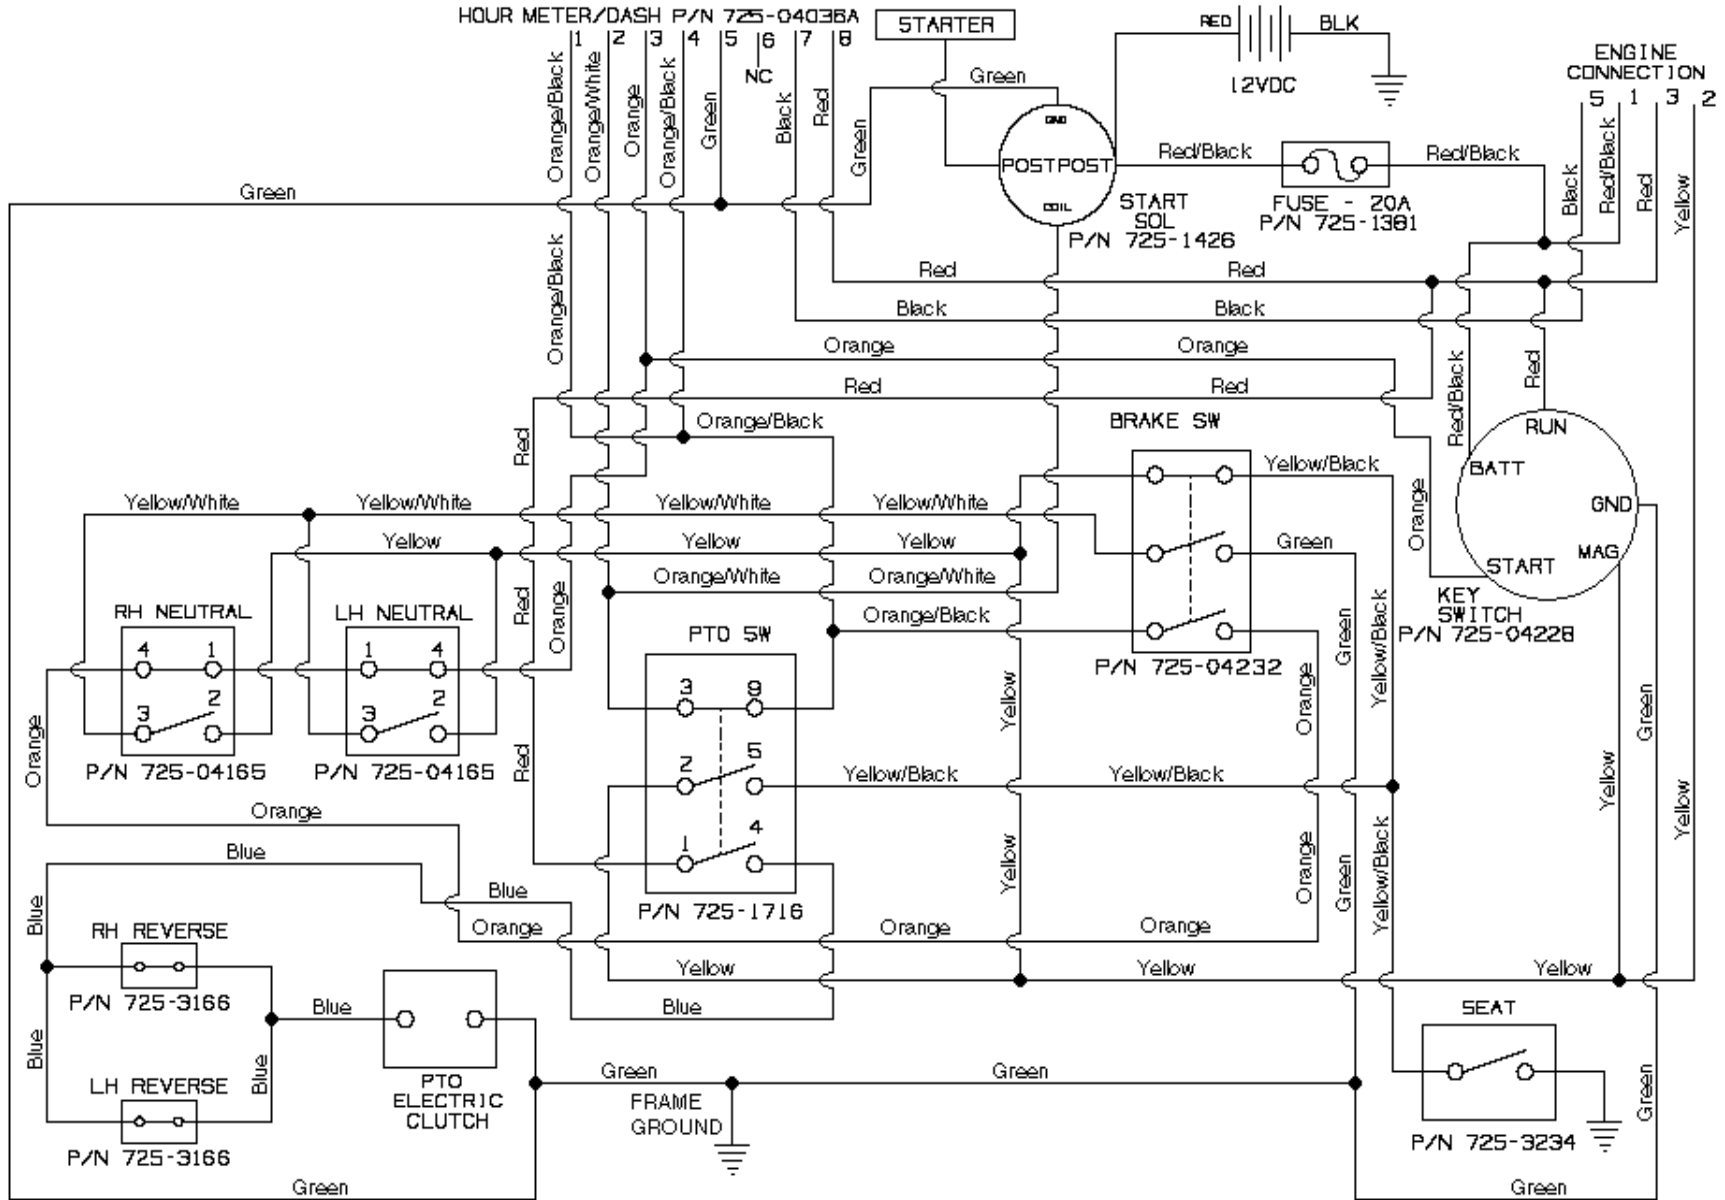 HOUR METER/DASH P/N 725-04036A
1 2 3 4 5 6 7 8
NC
STARTER
RED
BLK
12VDC
ENGINE
CONNECTION
5 1 3 2
Orange/Black
Orange/White
Orange
Orange/Black
Green
Black
Red
Green
Green
GND
POST POST
COIL
START
SOL
P/N 725-1426
Red/Black
Red/Black
FUSE - 20A
P/N 725-1381
Black
Red/Black
Red
Yellow
Green
Orange/Black
Red
Red
Black
Black
Orange
Orange
Red
Red
Red/Black
Red
Orange/Black
Red
BRAKE SW
Yellow/Black
RUN
BATT
GND
MAG
START
KEY
SWITCH
P/N 725-04228
Orange
Yellow/White
Yellow/White
Yellow/White
Yellow/White
Yellow
Yellow
Yellow
Green
Orange/White
Orange/White
Orange/Black
P/N 725-04232
Red
Orange
RH NEUTRAL
4 1
3 2
P/N 725-04165
LH NEUTRAL
1 4
3 2
P/N 725-04165
PTO SW
3 9
2 5
1 4
P/N 725-1716
Yellow
Orange
Green
Yellow/Black
Green
Yellow
Yellow
Orange
Red
Yellow/Black
Yellow/Black
Orange
Blue
Blue
Yellow
Orange
Green
Yellow/Black
Orange
Orange
Orange
Blue
RH REVERSE
P/N 725-3166
Yellow
Yellow
Yellow
Blue
Blue
Blue
Blue
LH REVERSE
P/N 725-3166
PTO
ELECTRIC
CLUTCH
Green
Green
FRAME
GROUND
SEAT
P/N 725-3234
Green
Green
Green